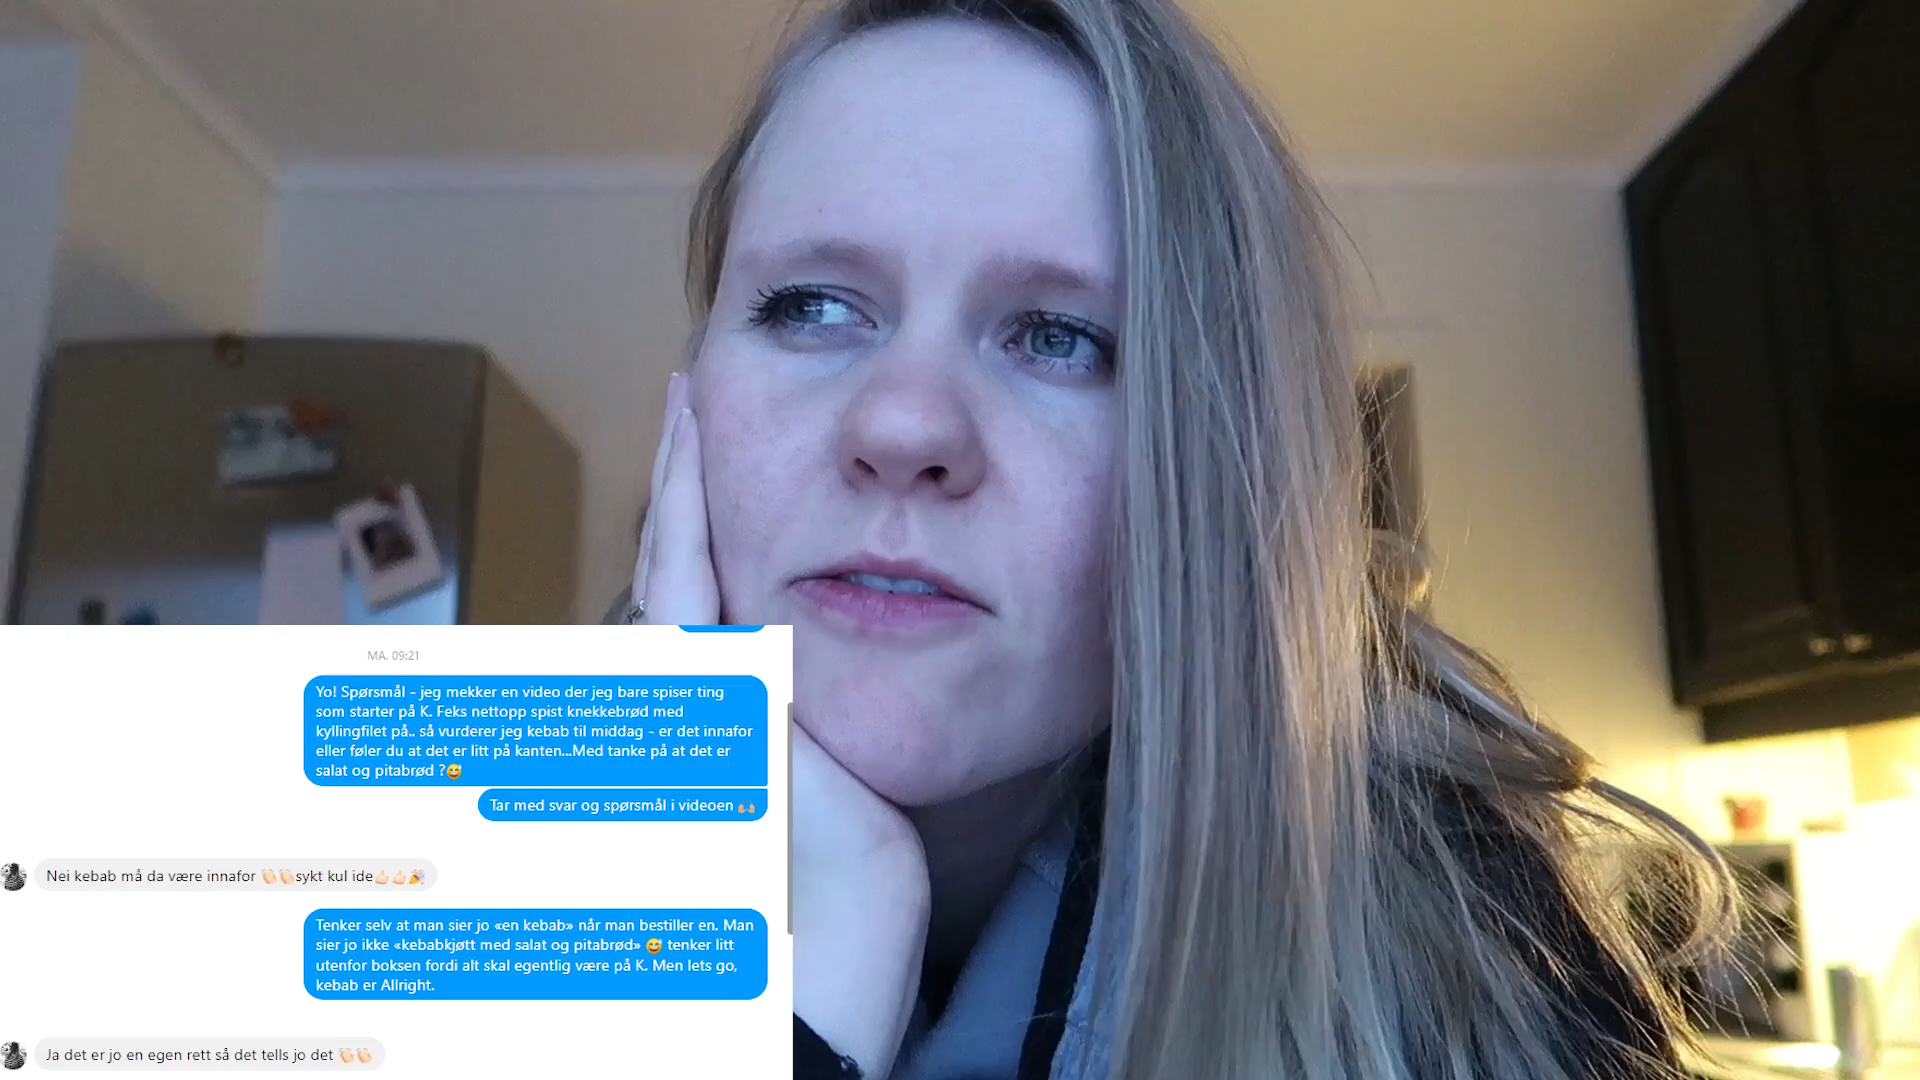 MA. 09:21
Yo! Spørsmål - jeg mekker en video der jeg bare spiser ting
som starter på K. Feks nettopp spist knekkebrød med
kyllingfilet på.. så vurderer jeg kebab til middag - er det innafor
eller føler du at det er litt på kanten...Med tanke på at det er
salat og pitabrød ?😅
Tar med svar og spørsmål i videoen 🙌🏼
Nei kebab må da være innafor 👏🏻👏🏻sykt kul ide👍🏻👍🏻🎉
Tenker selv at man sier jo «en kebab» når man bestiller en. Man
sier jo ikke «kebabkjøtt med salat og pitabrød» 😅 tenker litt
utenfor boksen fordi alt skal egentlig være på K. Men lets go,
kebab er Allright.
Ja det er jo en egen rett så det tells jo det 👏🏻👏🏻